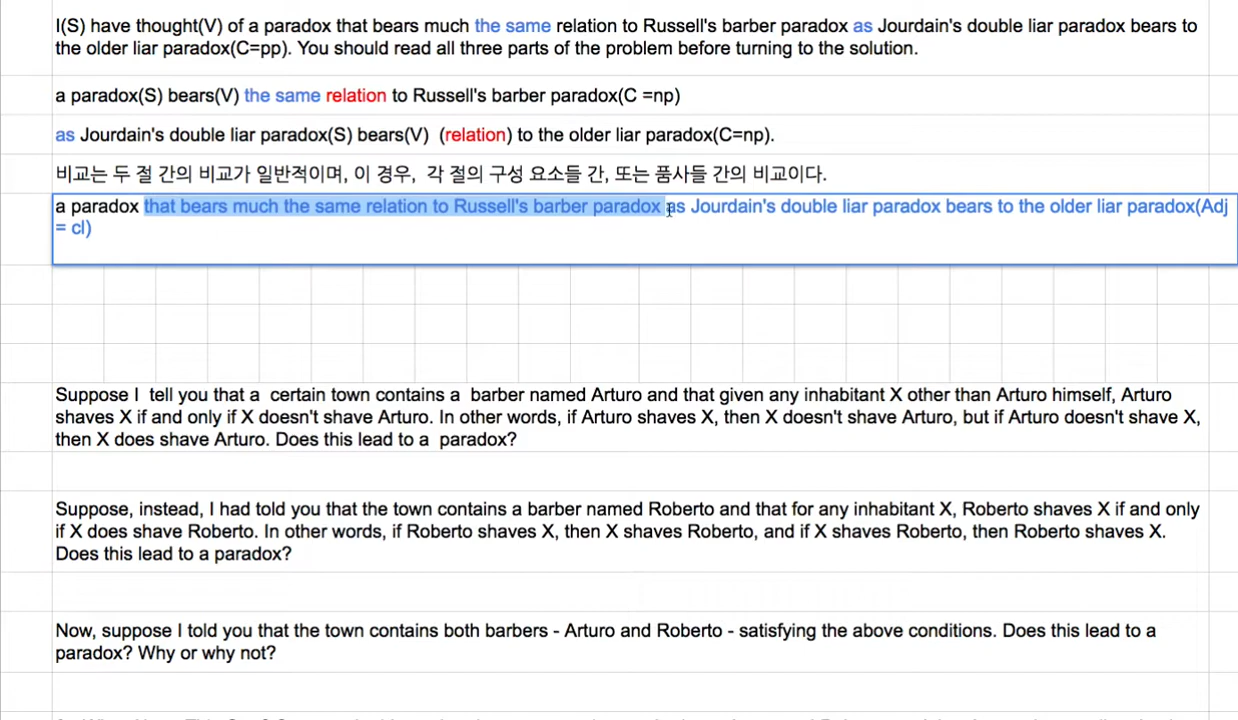 I(S) have thought(V) of a paradox that bears much the same relation to Russell's barber paradox as Jourdain's double liar paradox bears to
the older liar paradox(C=pp). You should read all three parts of the problem before turning to the solution.
a paradox(S) bears(V) the same relation to Russell's barber paradox(C =np)
as Jourdain's double liar paradox(S) bears(V) (relation) to the older liar paradox(C=np).
비교는 두 절 간의 비교가 일반적이며, 이 경우, 각 절의 구성 요소들 간, 또는 품사들 간의 비교이다.
a paradox that bears much the same relation to Russell's barber paradox as Jourdain's double liar paradox bears to the older liar paradox(Adj
= cl)
Suppose I tell you that a certain town contains a barber named Arturo and that given any inhabitant X other than Arturo himself, Arturo
shaves X if and only if X doesn't shave Arturo. In other words, if Arturo shaves X, then X doesn't shave Arturo, but if Arturo doesn't shave X,
then X does shave Arturo. Does this lead to a paradox?
Suppose, instead, I had told you that the town contains a barber named Roberto and that for any inhabitant X, Roberto shaves X if and only
if X does shave Roberto. In other words, if Roberto shaves X, then X shaves Roberto, and if X shaves Roberto, then Roberto shaves X.
Does this lead to a paradox?
Now, suppose I told you that the town contains both barbers - Arturo and Roberto - satisfying the above conditions. Does this lead to a
paradox? Why or why not?